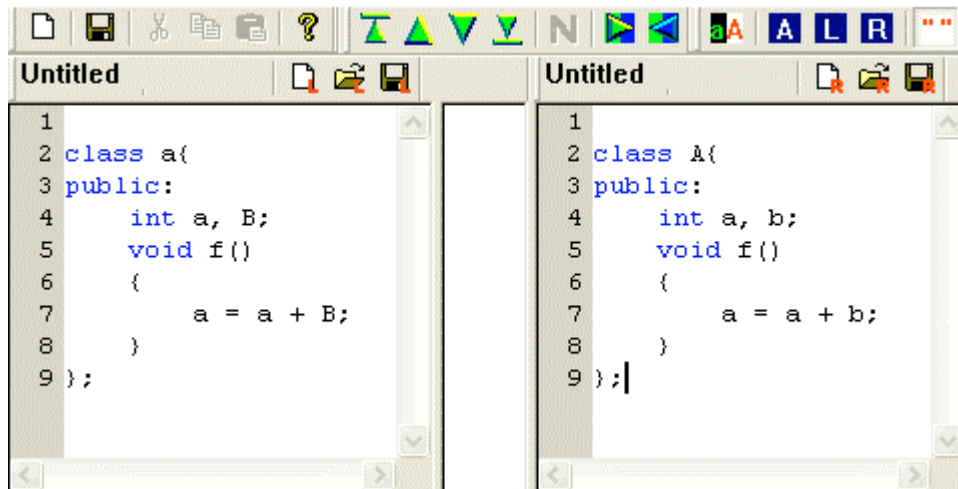 N aA A L R " "
Untitled L L L
1
2 class a{
3 public:
4 int a, B;
5 void f()
6 {
7 a = a + B;
8 }
9 };
Untitled R R R
1
2 class A{
3 public:
4 int a, b;
5 void f()
6 {
7 a = a + b;
8 }
9 };